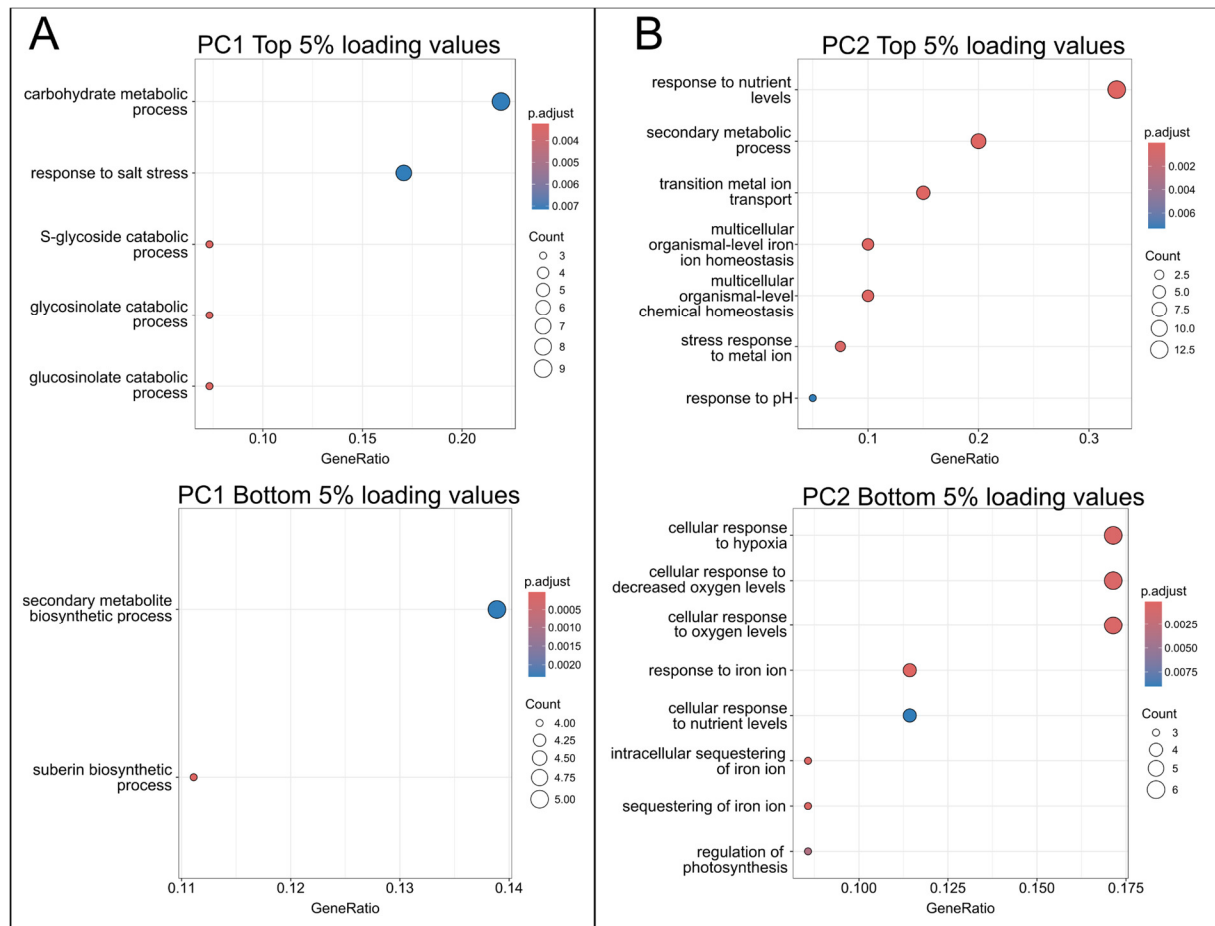 A
PC1 Top 5% loading values
carbohydrate metabolic
process
response to salt stress
S-glycoside catabolic
process
glycosinolate catabolic
process
glucosinolate catabolic
process
0.10
0.15
0.20
GeneRatio
p.adjust
0.004
0.005
0.006
0.007
Count
3
4
5
6
7
8
9
PC1 Bottom 5% loading values
secondary metabolite
biosynthetic process
suberin biosynthetic
process
0.11
0.12
0.13
0.14
GeneRatio
p.adjust
0.0005
0.0010
0.0015
0.0020
Count
4.00
4.25
4.50
4.75
5.00
B
PC2 Top 5% loading values
response to nutrient
levels
secondary metabolic
process
transition metal ion
transport
multicellular
organismal-level iron
ion homeostasis
multicellular
organismal-level
chemical homeostasis
stress response
to metal ion
response to pH
0.1
0.2
0.3
GeneRatio
p.adjust
0.002
0.004
0.006
Count
2.5
5.0
7.5
10.0
12.5
PC2 Bottom 5% loading values
cellular response
to hypoxia
cellular response to
decreased oxygen levels
cellular response
to oxygen levels
response to iron ion
cellular response
to nutrient levels
intracellular sequestering
of iron ion
sequestering of iron ion
regulation of
photosynthesis
0.100
0.125
0.150
0.175
GeneRatio
p.adjust
0.0025
0.0050
0.0075
Count
3
4
5
6